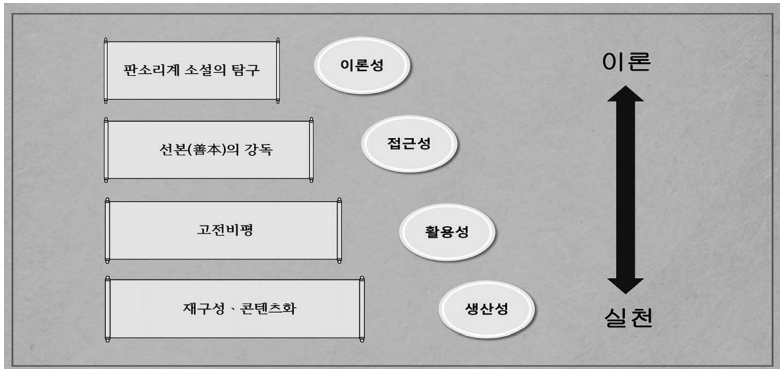 판소리계 소설의 탐구
이론성
이론
선본(善本)의 강독
접근성
고전비평
활용성
재구성ㆍ콘텐츠화
생산성
실천